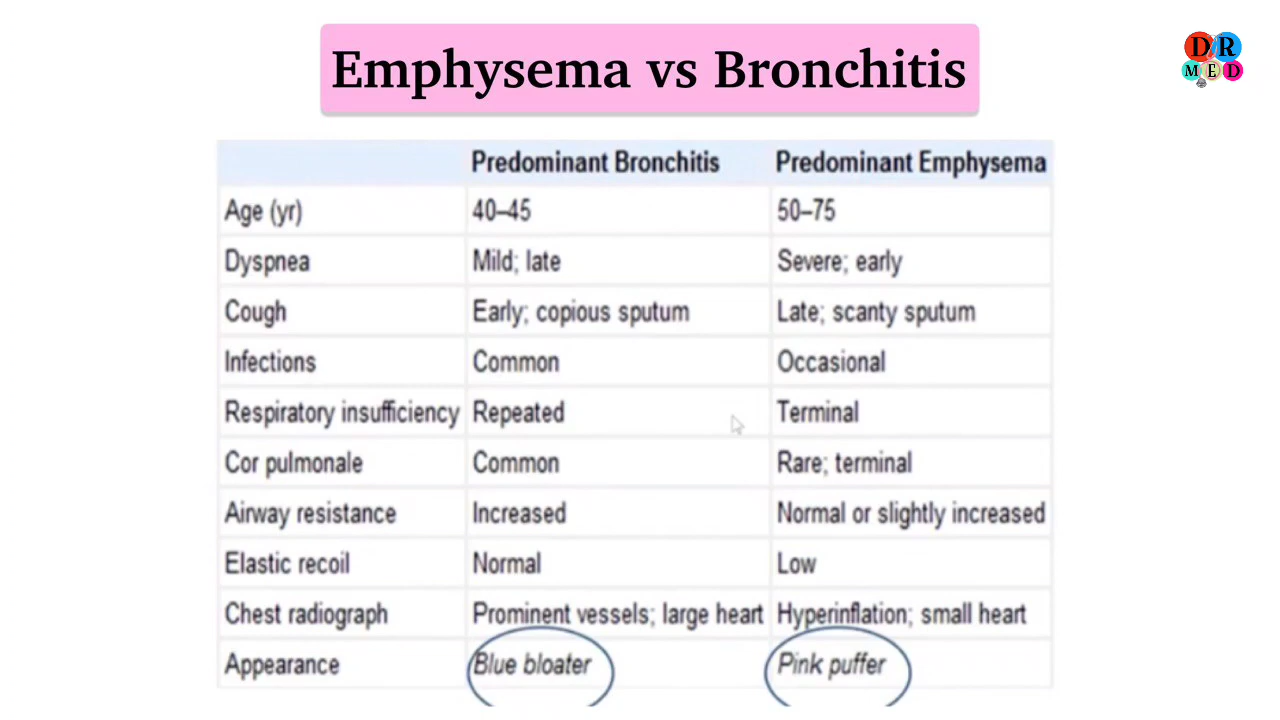 Emphysema vs Bronchitis
DR
MED
Predominant Bronchitis Predominant Emphysema
Age (yr) 40–45 50–75
Dyspnea Mild; late Severe; early
Cough Early; copious sputum Late; scanty sputum
Infections Common Occasional
Respiratory insufficiency Repeated Terminal
Cor pulmonale Common Rare; terminal
Airway resistance Increased Normal or slightly increased
Elastic recoil Normal Low
Chest radiograph Prominent vessels; large heart Hyperinflation; small heart
Appearance Blue bloater Pink puffer